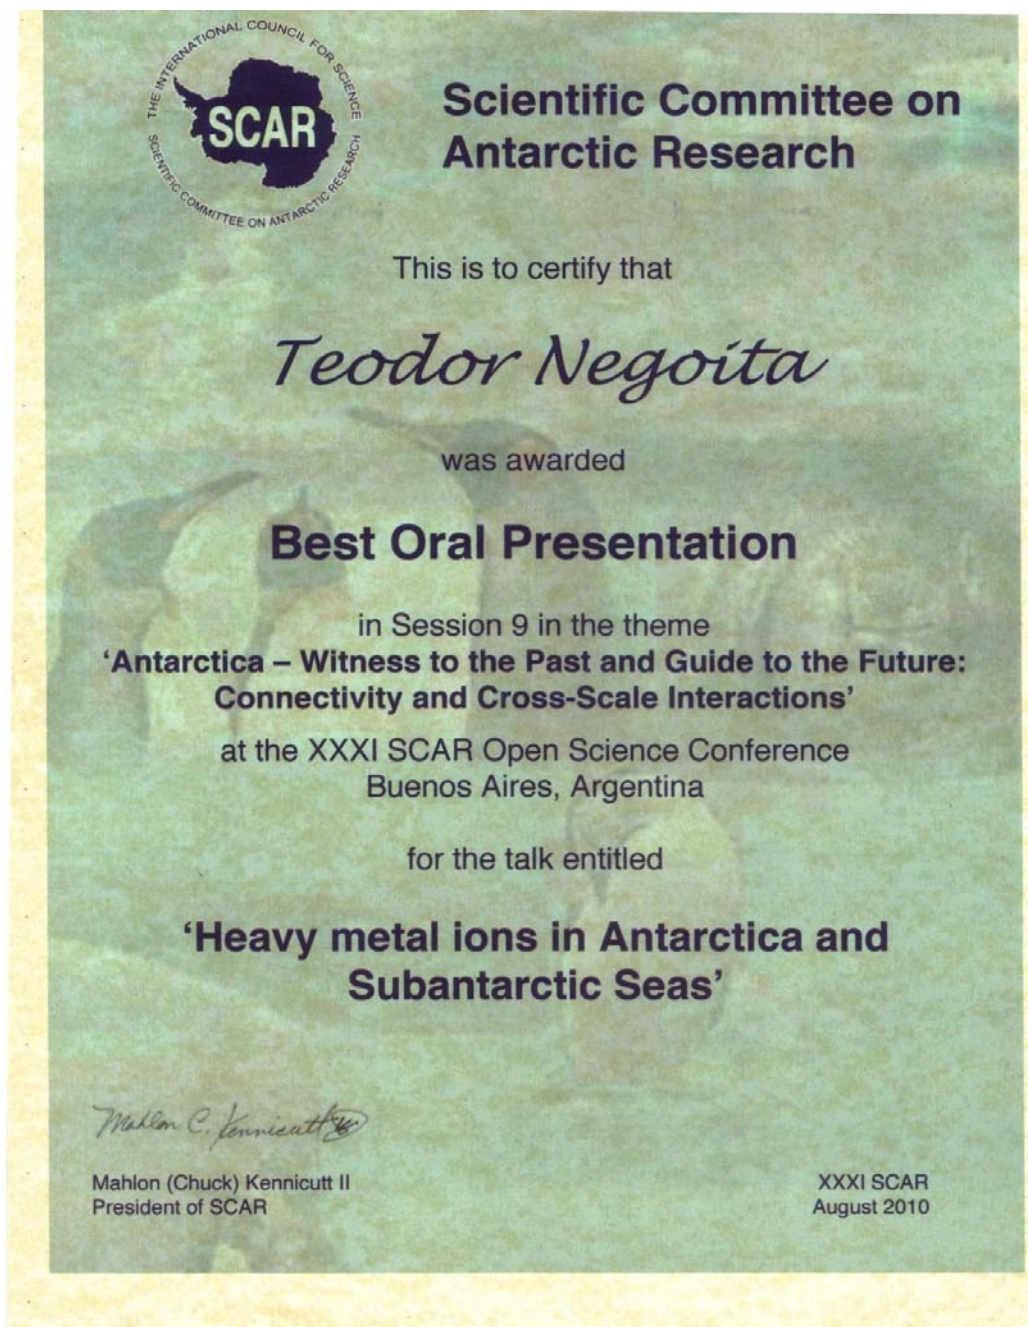 THE INTERNATIONAL COUNCIL FOR SCIENCE
SCIENTIFIC COMMITTEE ON ANTARCTIC RESEARCH
SCAR
Scientific Committee on
Antarctic Research
This is to certify that
Teodor Negoita
was awarded
Best Oral Presentation
in Session 9 in the theme
‘Antarctica – Witness to the Past and Guide to the Future:
Connectivity and Cross-Scale Interactions’
at the XXXI SCAR Open Science Conference
Buenos Aires, Argentina
for the talk entitled
‘Heavy metal ions in Antarctica and
Subantarctic Seas’
Mahlon C. Kennicutt II
Mahlon (Chuck) Kennicutt II
President of SCAR
XXXI SCAR
August 2010